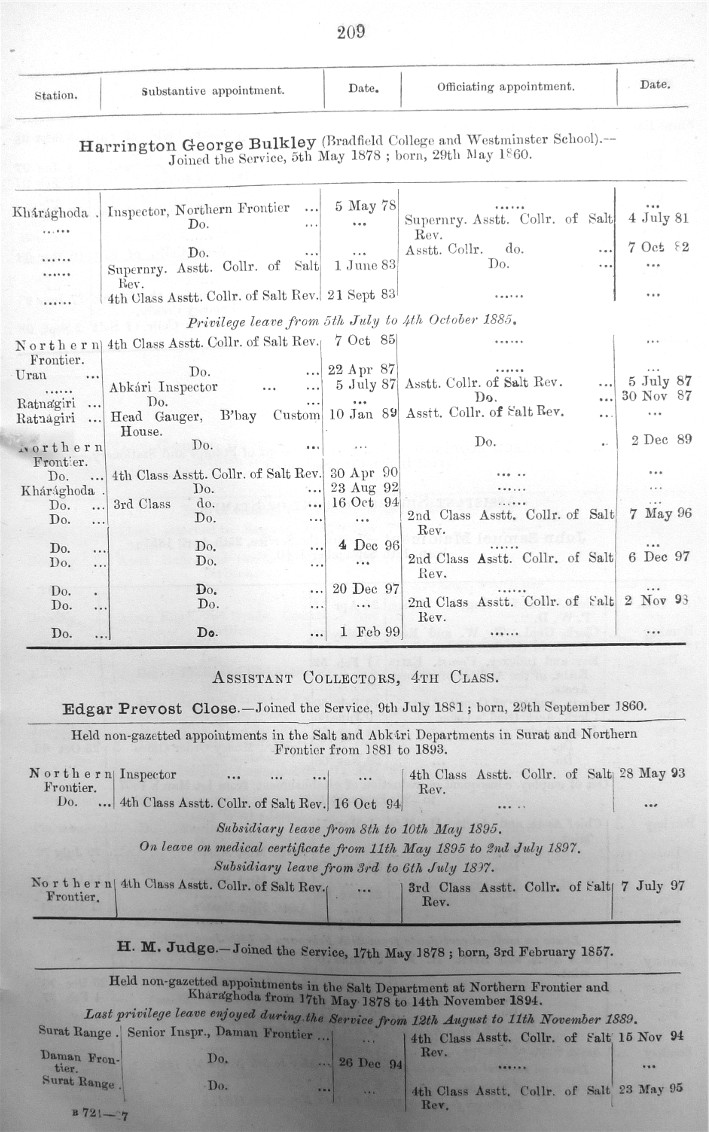 209
Station. Substantive appointment. Date. Officiating appointment. Date.
Harrington George Bulkley (Bradfield College and Westminster School).—
Joined the Service, 5th May 1878 ; born, 29th May 1860.
Khárághoda . Inspector, Northern Frontier ... 5 May 78 ...... ...
...... Do. ... ... Supernry. Asstt. Collr. of Salt 4 July 81
Rev.
...... Do. ... ... Asstt. Collr. do. ... 7 Oct 82
...... Supernry. Asstt. Collr. of Salt 1 June 83 Do. ... ...
Rev.
...... 4th Class Asstt. Collr. of Salt Rev. 21 Sept 83 ...... ...
Privilege leave from 5th July to 4th October 1885.
Northern 4th Class Asstt. Collr. of Salt Rev. 7 Oct 85 ...... ...
Frontier.
Uran ... Do. ... 22 Apr 87 ...... ...
...... Abkári Inspector ... ... 5 July 87 Asstt. Collr. of Salt Rev. ... 5 July 87
Ratnágiri ... Do. ... ... Do. ... 30 Nov 87
Ratnágiri ... Head Gauger, B'bay Custom 10 Jan 89 Asstt. Collr. of Salt Rev. ... ...
House.
Northern Do. ... ... Do. .. 2 Dec 89
Frontier.
Do. ... 4th Class Asstt. Collr. of Salt Rev. 30 Apr 90 ..... ...
Khárághoda . Do. ... 23 Aug 92 ...... ...
Do. ... 3rd Class do. ... 16 Oct 94 ...... ...
Do. ... Do. ... ... 2nd Class Asstt. Collr. of Salt 7 May 96
Rev.
Do. ... Do. ... 4 Dec 96 ...... ...
Do. ... Do. ... ... 2nd Class Asstt. Collr. of Salt 6 Dec 97
Rev.
Do. . Do. ... 20 Dec 97 ...... ...
Do. ... Do. ... ... 2nd Class Asstt. Collr. of Salt 2 Nov 98
Rev.
Do. ... Do. ... 1 Feb 99 ...... ...
ASSISTANT COLLECTORS, 4TH CLASS.
Edgar Prevost Close.—Joined the Service, 9th July 1881 ; born, 29th September 1860.
Held non-gazetted appointments in the Salt and Abkári Departments in Surat and Northern
Frontier from 1881 to 1893.
Northern Inspector ... ... ... ... 4th Class Asstt. Collr. of Salt 28 May 93
Frontier. Rev.
Do. ... 4th Class Asstt. Collr. of Salt Rev. 16 Oct 94 ..... ...
Subsidiary leave from 8th to 10th May 1895.
On leave on medical certificate from 11th May 1895 to 2nd July 1897.
Subsidiary leave from 3rd to 6th July 1897.
Northern 4th Class Asstt. Collr. of Salt Rev. ... 3rd Class Asstt. Collr. of Salt 7 July 97
Frontier. Rev.
H. M. Judge.—Joined the Service, 17th May 1878 ; born, 3rd February 1857.
Held non-gazetted appointments in the Salt Department at Northern Frontier and
Khárághoda from 17th May 1878 to 14th November 1894.
Last privilege leave enjoyed during the Service from 12th August to 11th November 1889.
Surat Range . Senior Inspr., Daman Frontier ... ... 4th Class Asstt. Collr. of Salt 15 Nov 94
Rev.
Daman Fron- Do. ... 26 Dec 94 ...... ...
tier.
Surat Range . Do. ... ... 4th Class Asstt. Collr. of Salt 23 May 95
Rev.
B 721—27